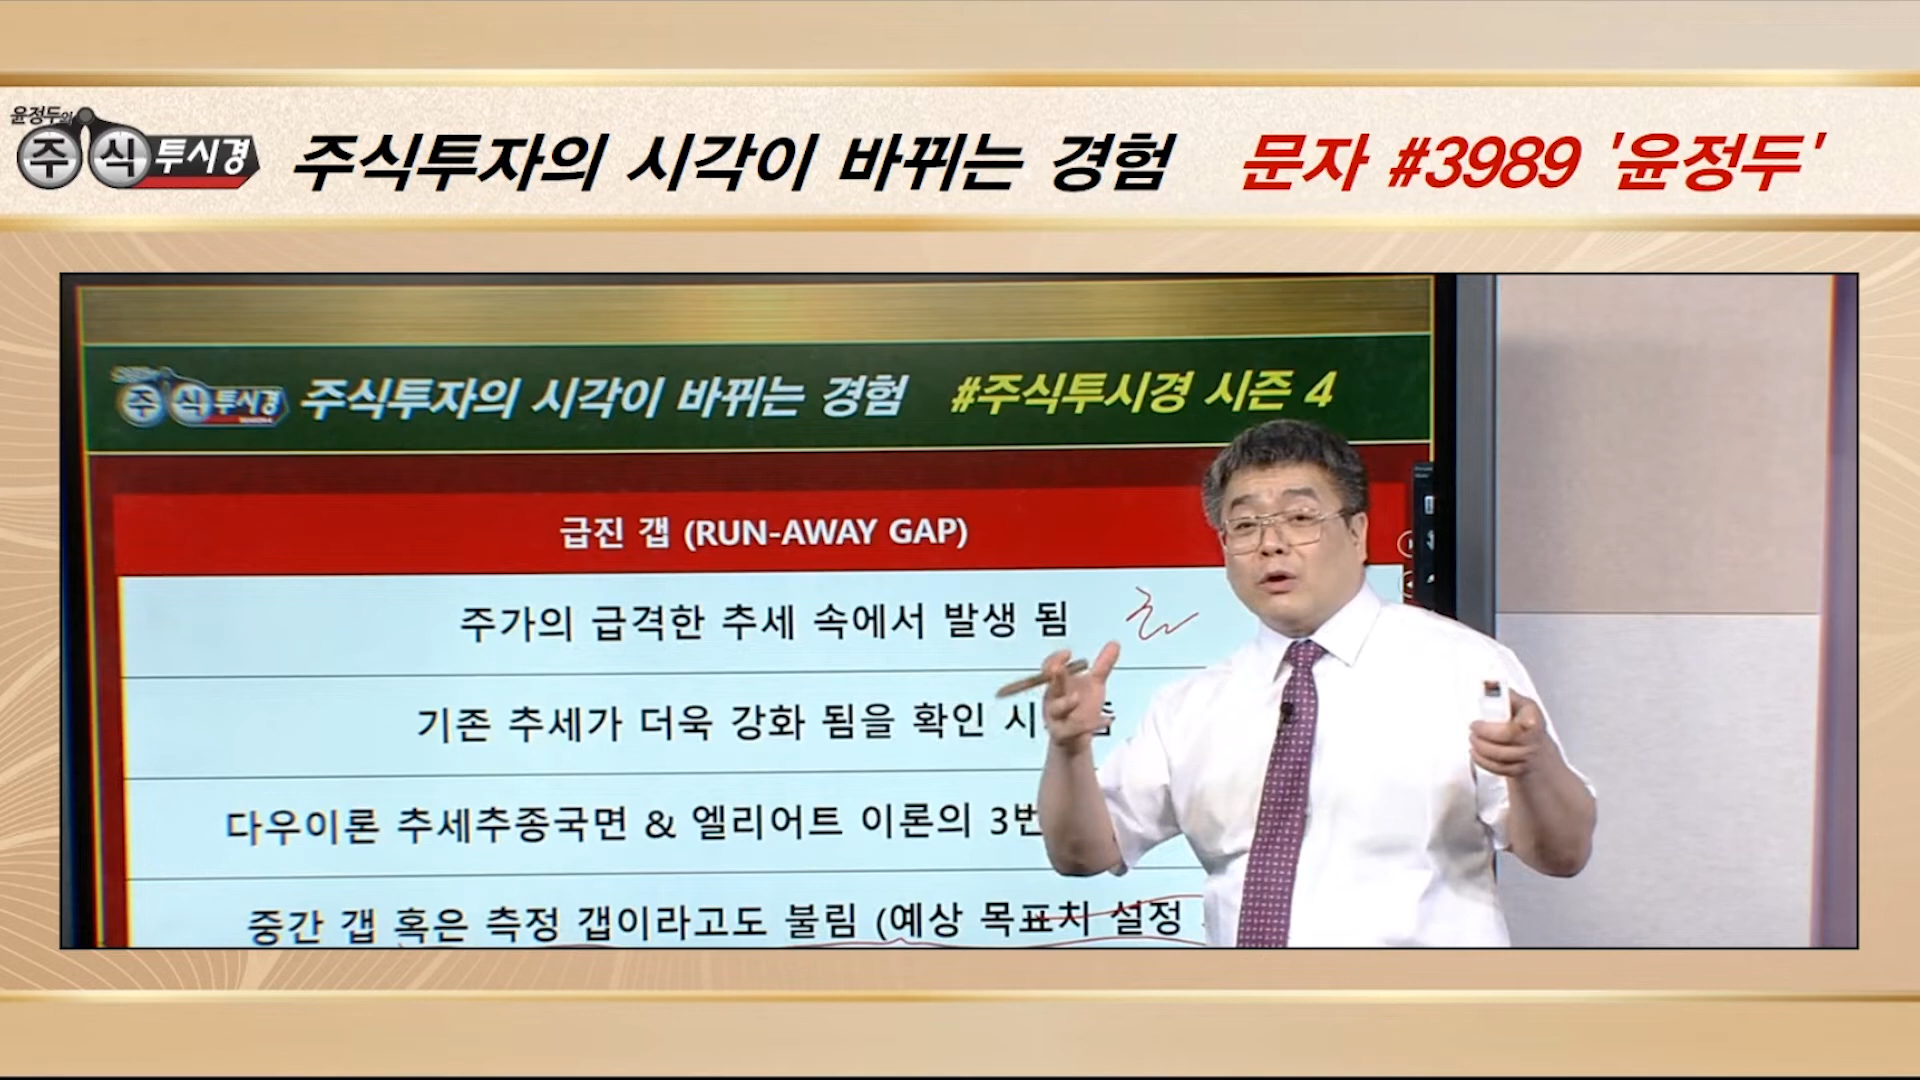 윤정두의
주식투시경 주식투자의 시각이 바뀌는 경험 문자 #3989 '윤정두'
주식투시경 주식투자의 시각이 바뀌는 경험 #주식투시경 시즌 4
급진 갭 (RUN-AWAY GAP)
주가의 급격한 추세 속에서 발생 됨
기존 추세가 더욱 강화 됨을 확인
다우이론 추세추종국면 & 엘리어트 이론의 3번
중간 갭 혹은 측정 갭이라고도 불림 (예상 목표치 설정